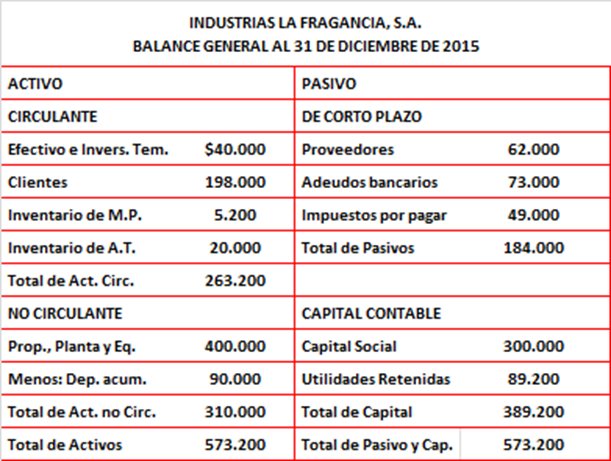 INDUSTRIAS LA FRAGANCIA, S.A.
BALANCE GENERAL AL 31 DE DICIEMBRE DE 2015
ACTIVO PASIVO
CIRCULANTE DE CORTO PLAZO
Efectivo e Invers. Tem. $40.000 Proveedores 62.000
Clientes 198.000 Adeudos bancarios 73.000
Inventario de M.P. 5.200 Impuestos por pagar 49.000
Inventario de A.T. 20.000 Total de Pasivos 184.000
Total de Act. Circ. 263.200
NO CIRCULANTE CAPITAL CONTABLE
Prop., Planta y Eq. 400.000 Capital Social 300.000
Menos: Dep. acum. 90.000 Utilidades Retenidas 89.200
Total de Act. no Circ. 310.000 Total de Capital 389.200
Total de Activos 573.200 Total de Pasivo y Cap. 573.200